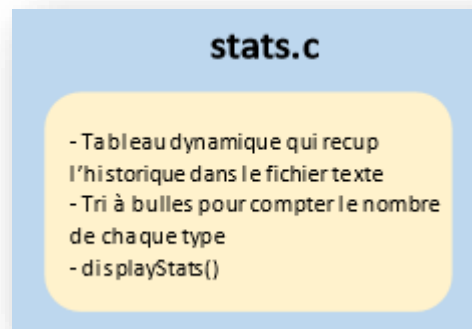 stats.c
- Tableau dynamique qui recup
l'historique dans le fichier texte
- Tri à bulles pour compter le nombre
de chaque type
- displayStats()